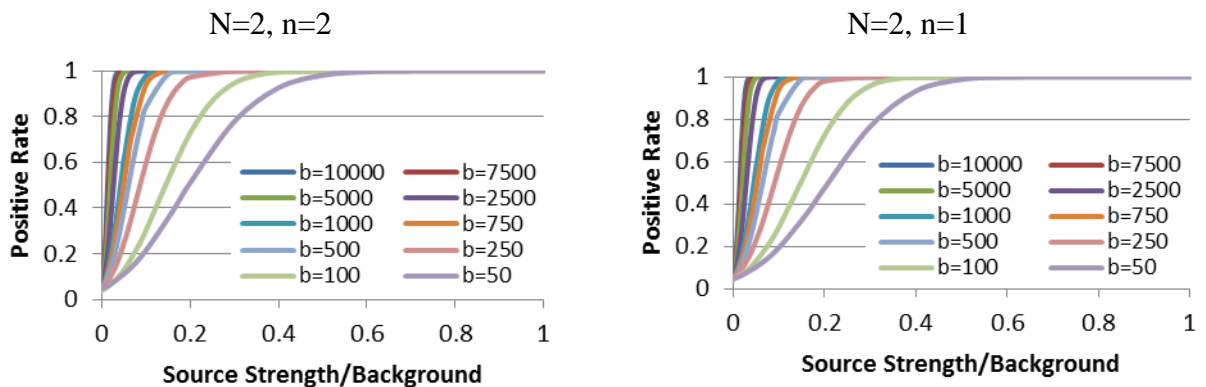 N=2, n=2
1
0.8
0.6
0.4
0.2
0
Positive Rate
b=10000 b=7500
b=5000 b=2500
b=1000 b=750
b=500 b=250
b=100 b=50
0 0.2 0.4 0.6 0.8 1
Source Strength/Background
N=2, n=1
1
0.8
0.6
0.4
0.2
0
Positive Rate
b=10000 b=7500
b=5000 b=2500
b=1000 b=750
b=500 b=250
b=100 b=50
0 0.2 0.4 0.6 0.8 1
Source Strength/Background